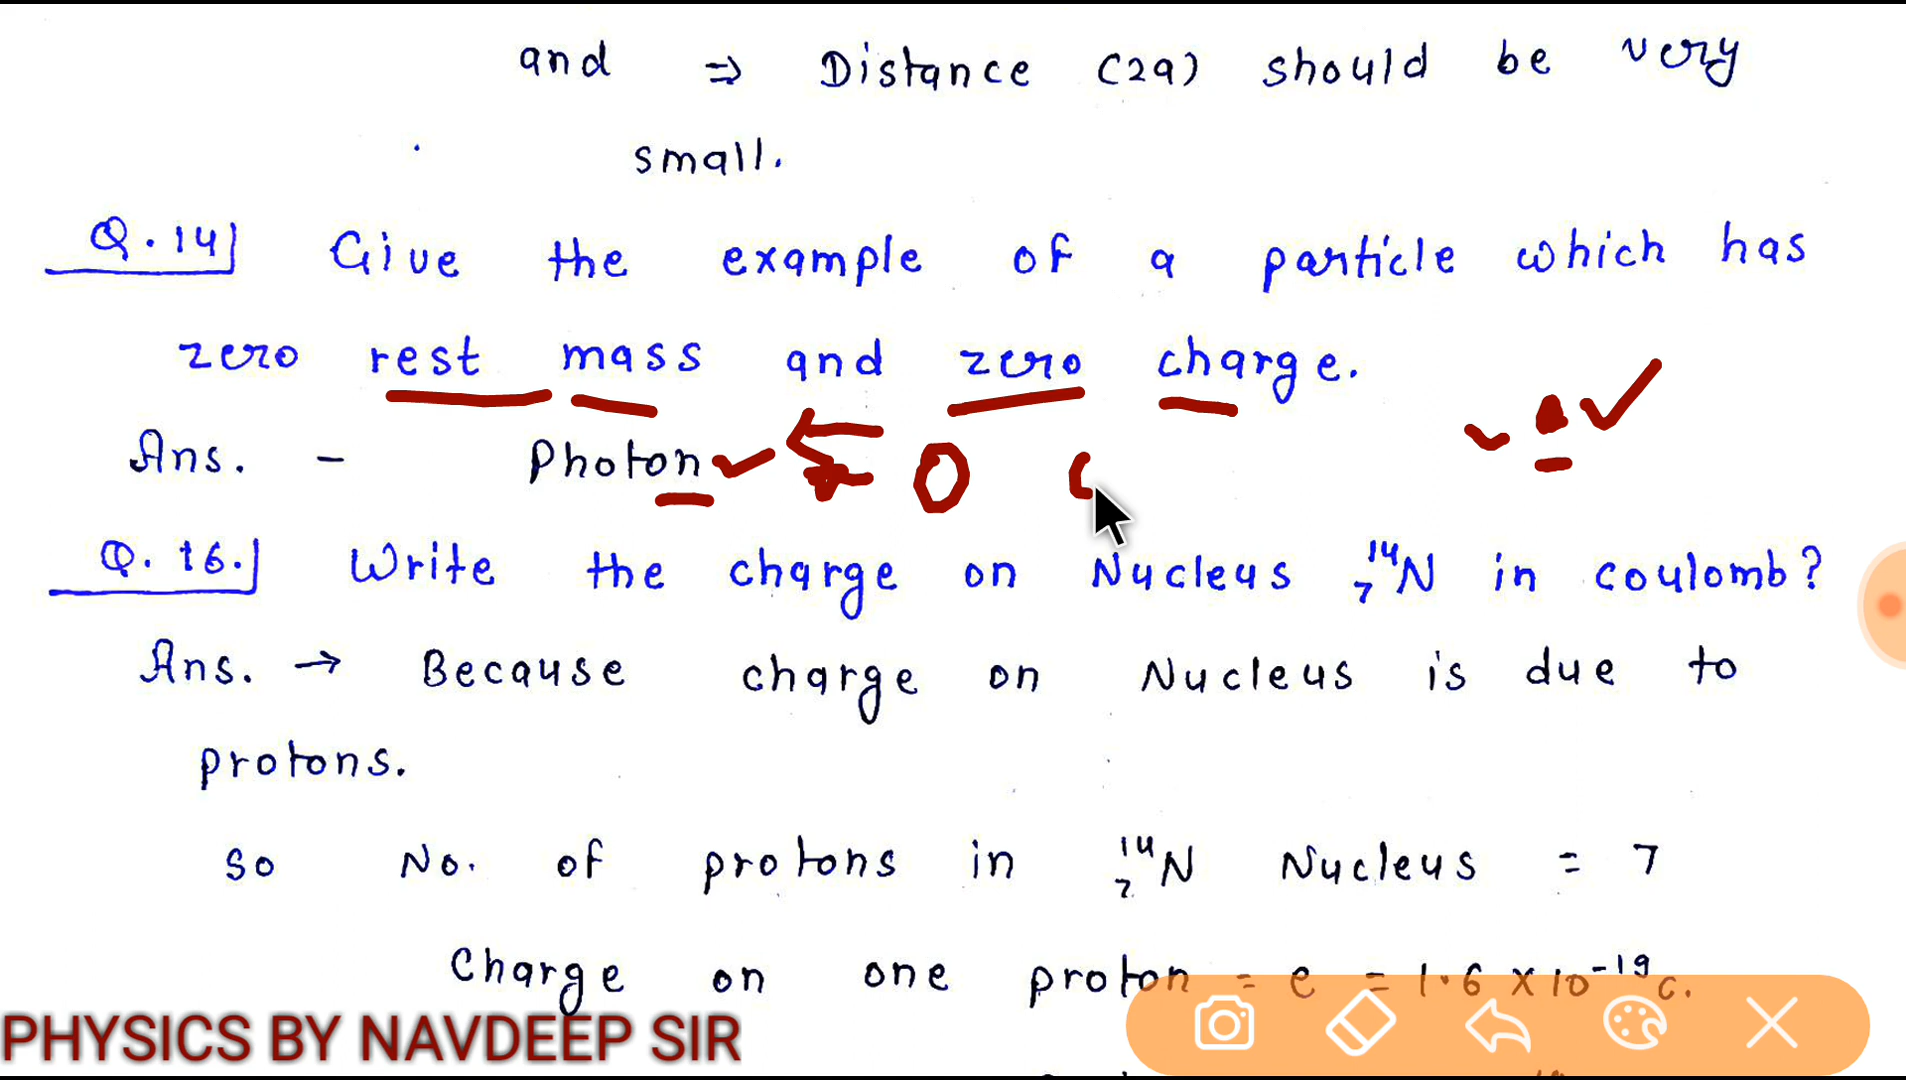 and ⇒ Distance (2a) should be very
small.
Q.14] Give the example of a particle which has
zero rest mass and zero charge.
Ans. - Photon ✓ ← 0
Q. 16.] Write the charge on Nucleus ¹⁴₇N in coulomb?
Ans. → Because charge on Nucleus is due to
protons.
so No. of protons in ¹⁴₇N Nucleus = 7
Charge on one proton = e = 1.6 × 10⁻¹⁹ C.
PHYSICS BY NAVDEEP SIR